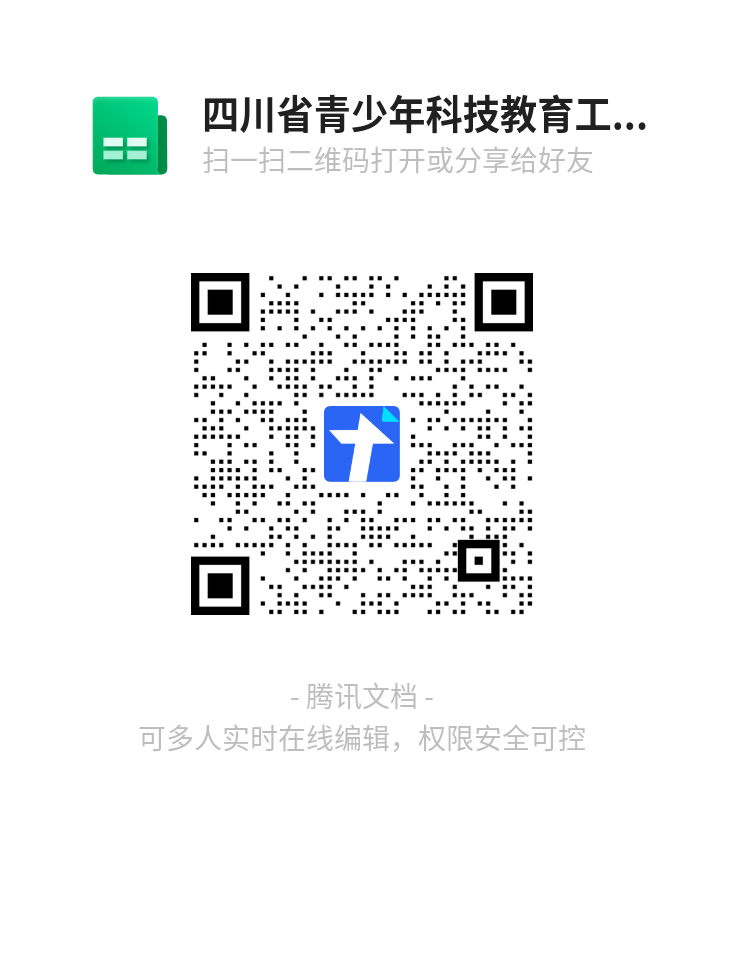 四川省青少年科技教育工...
扫一扫二维码打开或分享给好友
- 腾讯文档 -
可多人实时在线编辑，权限安全可控